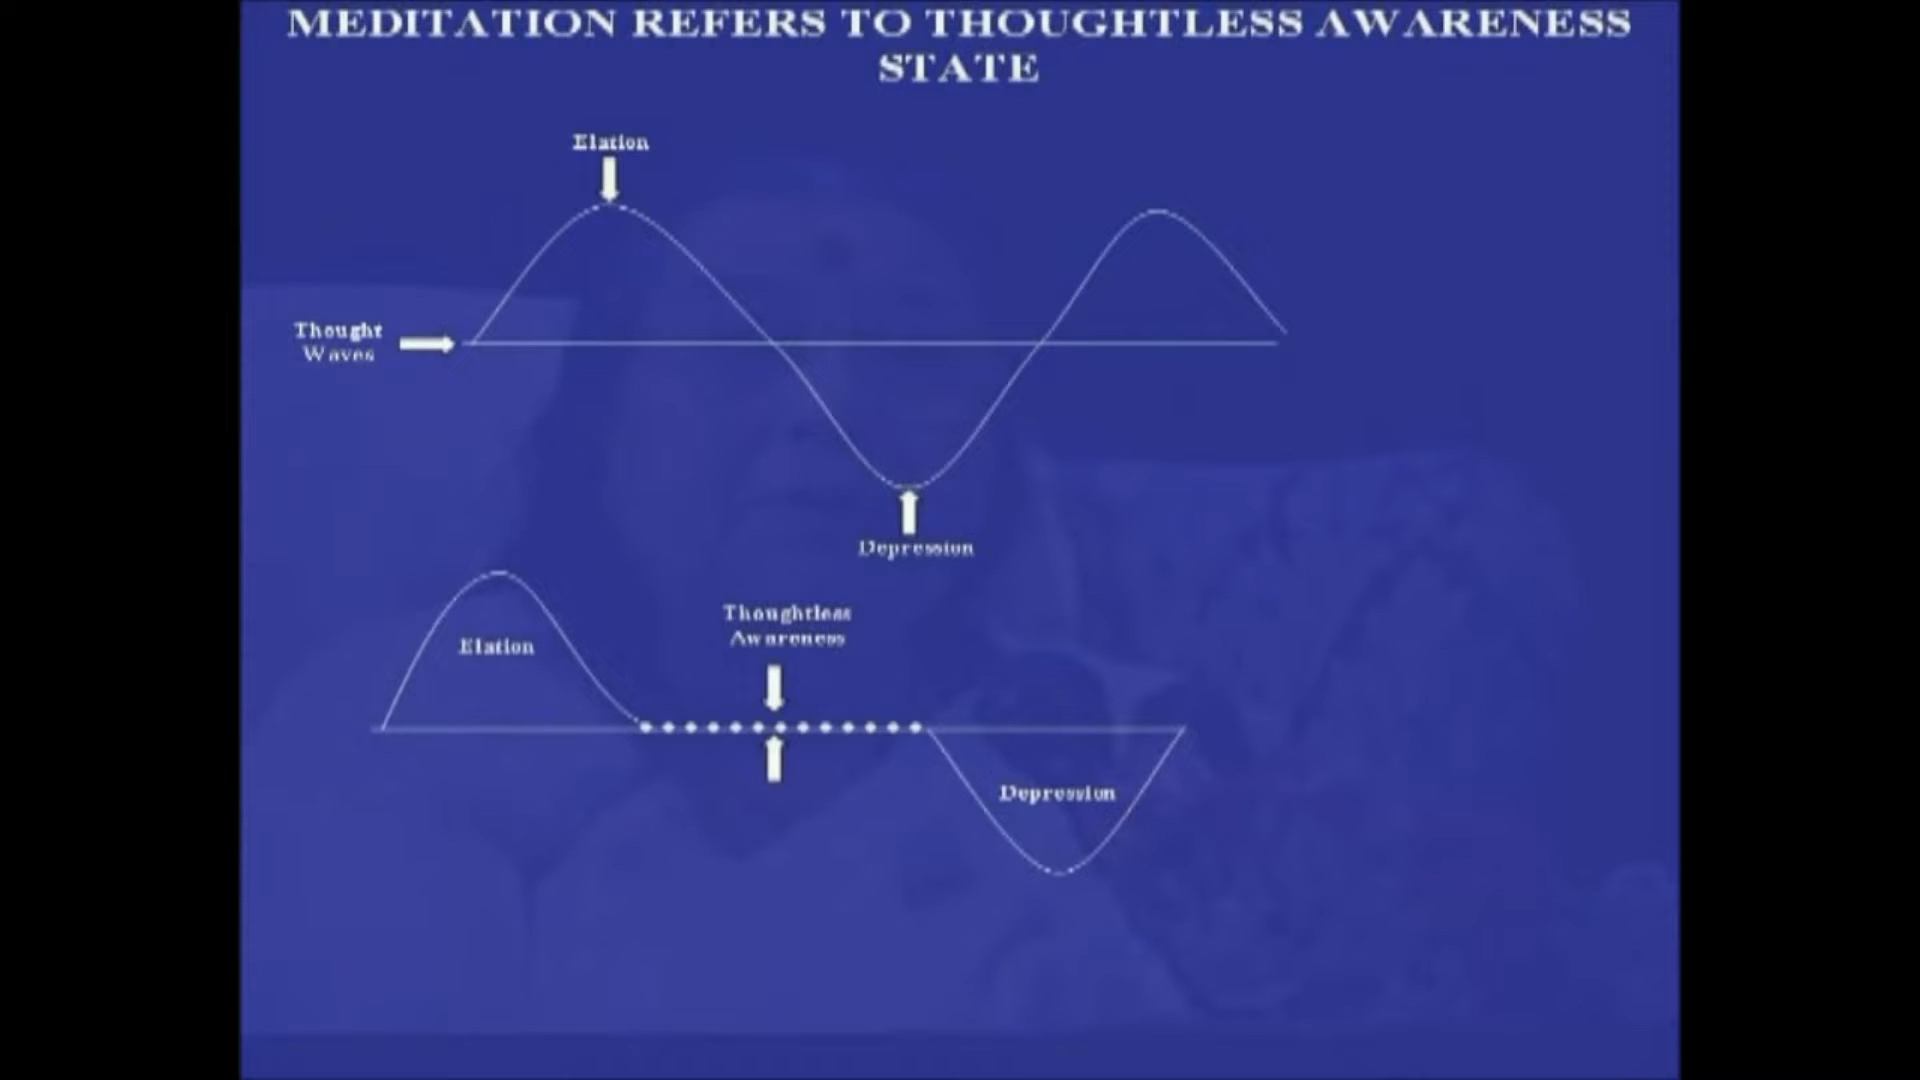 MEDITATION REFERS TO THOUGHTLESS AWARENESS
STATE
Elation
Thought
Waves
Depression
Thoughtless
Awareness
Elation
Depression